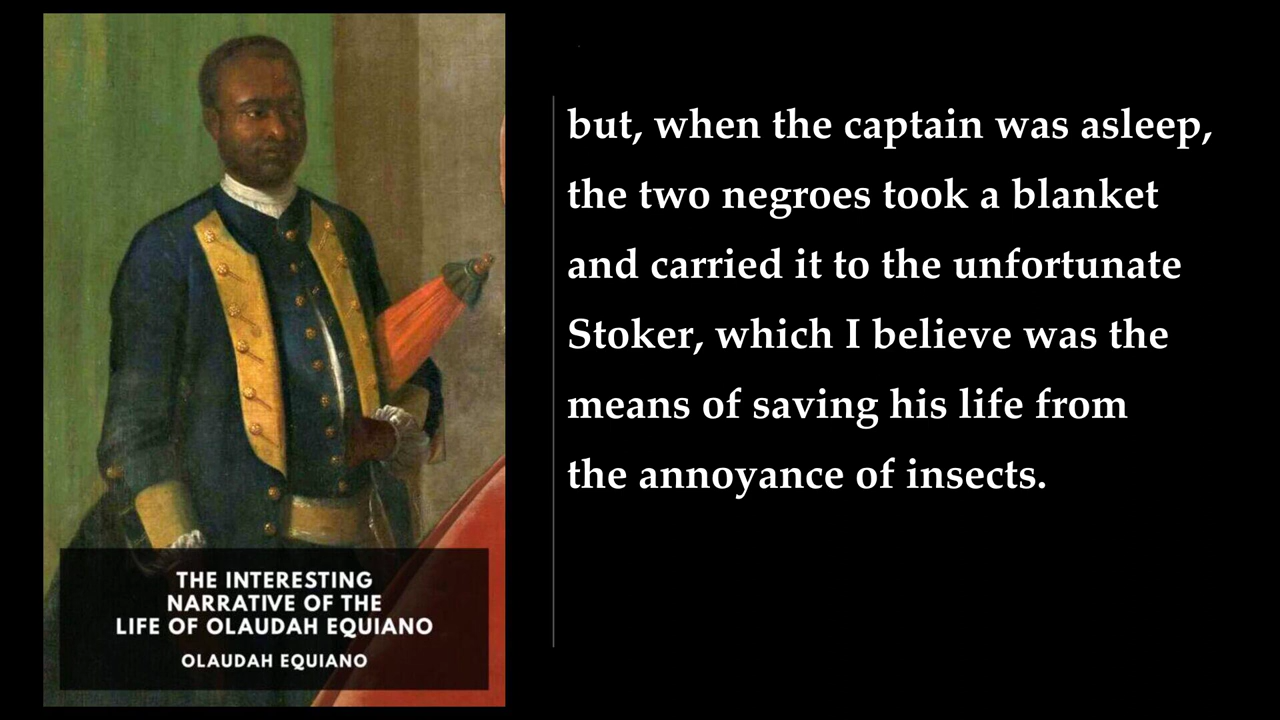 but, when the captain was asleep,
the two negroes took a blanket
and carried it to the unfortunate
Stoker, which I believe was the
means of saving his life from
the annoyance of insects.
THE INTERESTING
NARRATIVE OF THE
LIFE OF OLAUDAH EQUIANO
OLAUDAH EQUIANO